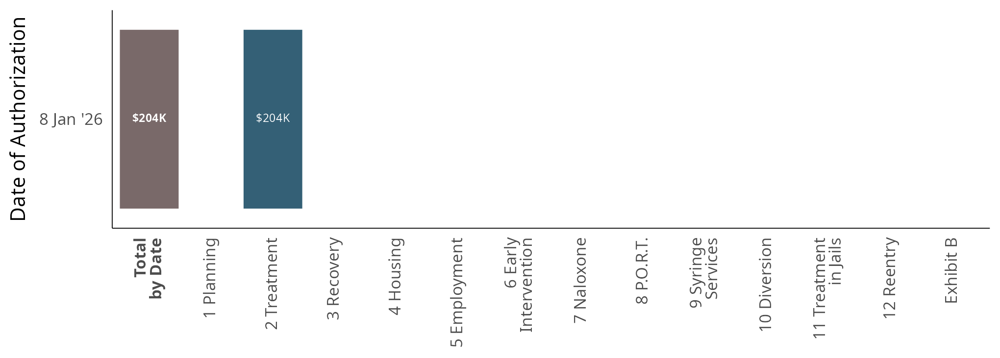 Date of Authorization
8 Jan '26
$204K
$204K
Total
by Date
1 Planning
2 Treatment
3 Recovery
4 Housing
5 Employment
6 Early
Intervention
7 Naloxone
8 P.O.R.T.
9 Syringe
Services
10 Diversion
11 Treatment
in Jails
12 Reentry
Exhibit B